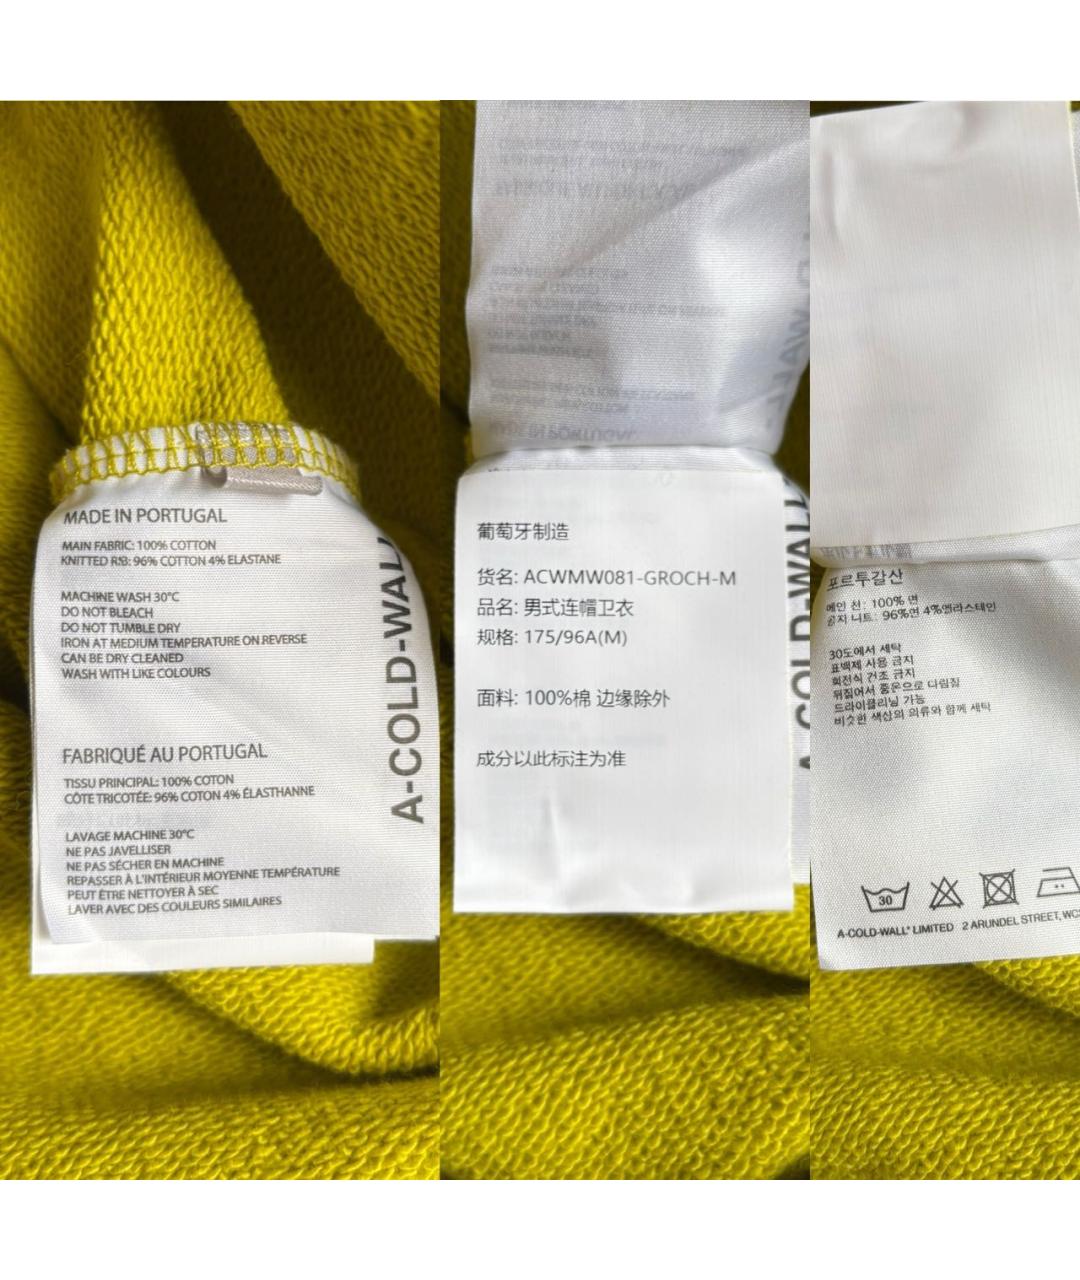 MADE IN PORTUGAL
MAIN FABRIC: 100% COTTON
KNITTED RIB: 96% COTTON 4% ELASTANE
MACHINE WASH 30°C
DO NOT BLEACH
DO NOT TUMBLE DRY
IRON AT MEDIUM TEMPERATURE ON REVERSE
CAN BE DRY CLEANED
WASH WITH LIKE COLOURS
FABRIQUÉ AU PORTUGAL
TISSU PRINCIPAL: 100% COTON
CÔTE TRICOTÉE: 96% COTON 4% ÉLASTHANNE
LAVAGE MACHINE 30°C
NE PAS JAVELLISER
NE PAS SÉCHER EN MACHINE
REPASSER À L'INTÉRIEUR MOYENNE TEMPÉRATURE
PEUT ÊTRE NETTOYER À SEC
LAVER AVEC DES COULEURS SIMILAIRES
A-COLD-WALL
葡萄牙制造
货名: ACWMW081-GROCH-M
品名: 男式连帽卫衣
规格: 175/96A(M)
面料: 100%棉 边缘除外
成分以此标注为准
A-COLD-WALL
포르투갈산
메인 천: 100% 면
골지 니트: 96%면 4%엘라스테인
30도에서 세탁
표백제 사용 금지
회전식 건조 금지
뒤집어서 중온으로 다림질
드라이클리닝 가능
비슷한 색상의 의류와 함께 세탁
30
A-COLD-WALL* LIMITED 2 ARUNDEL STREET, WC